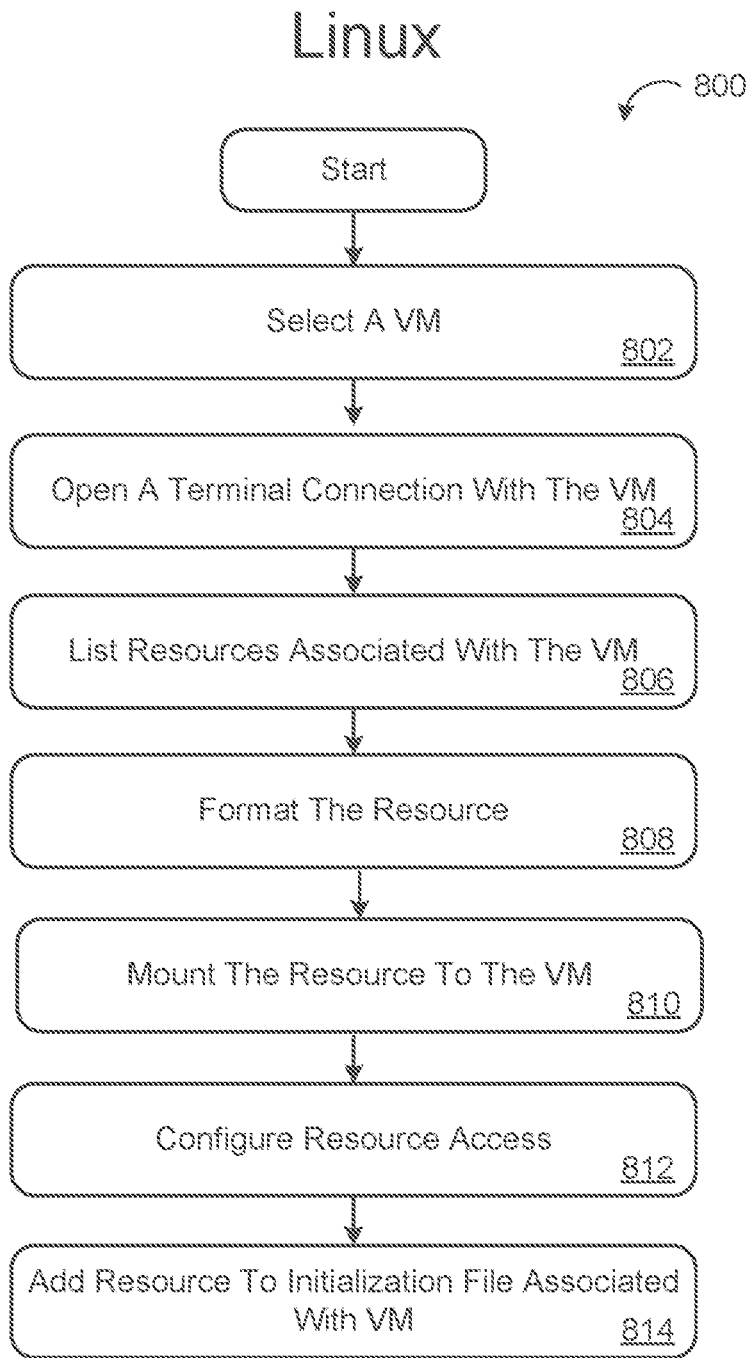 Linux
800
Start
Select A VM
802
Open A Terminal Connection With The VM
804
List Resources Associated With The VM
806
Format The Resource
808
Mount The Resource To The VM
810
Configure Resource Access
812
Add Resource To Initialization File Associated
With VM
814